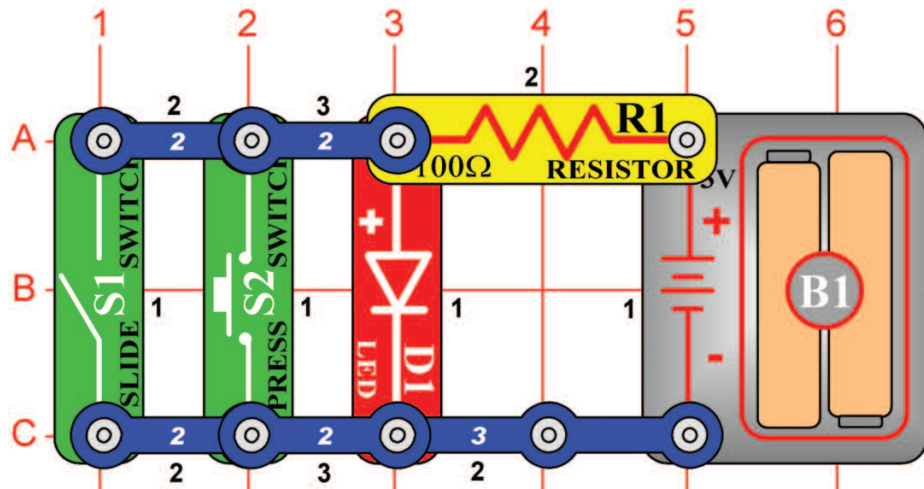 1 2 3 4 5 6
2 3 2
A 2 2 R1
100Ω RESISTOR 3V
SLIDE SWITCH
S1
PRESS SWITCH
S2
+
D1
LED
+
-
B1
B 1 1 1 1
C 2 2 3
2 3 2